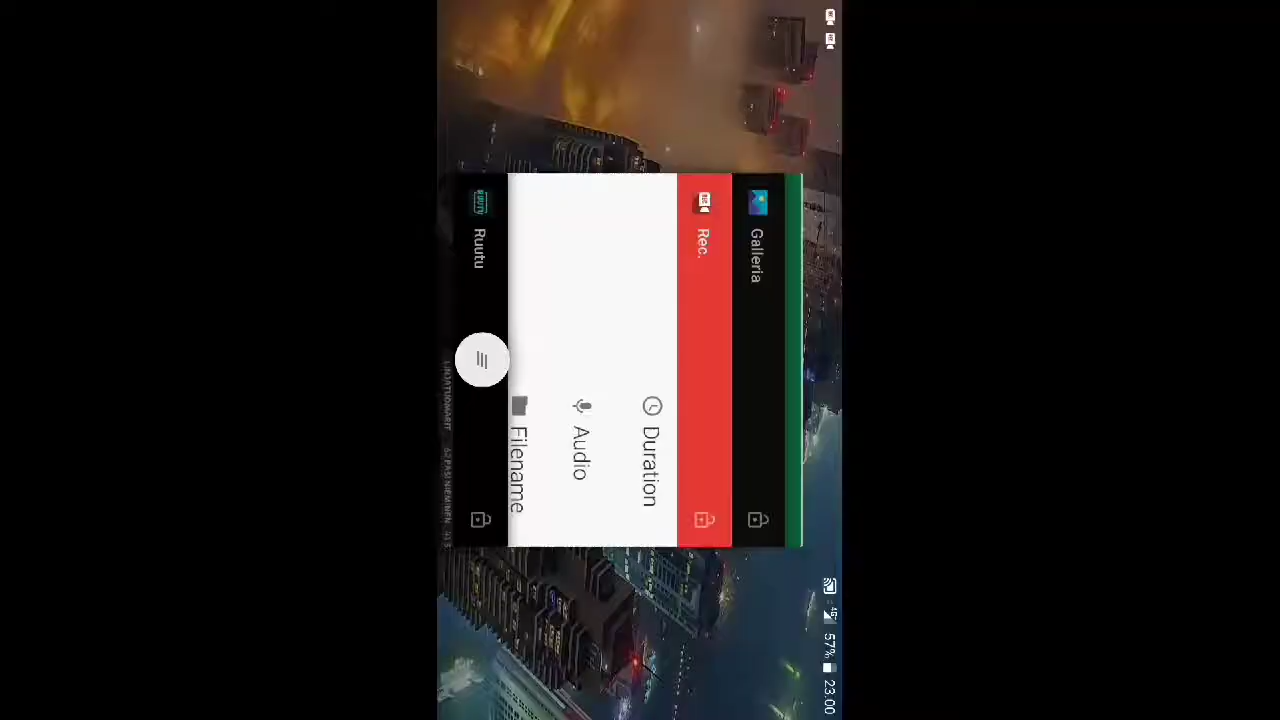 57% 23.00
Galleria
Rec.
Duration
Audio
Filename
Ruutu